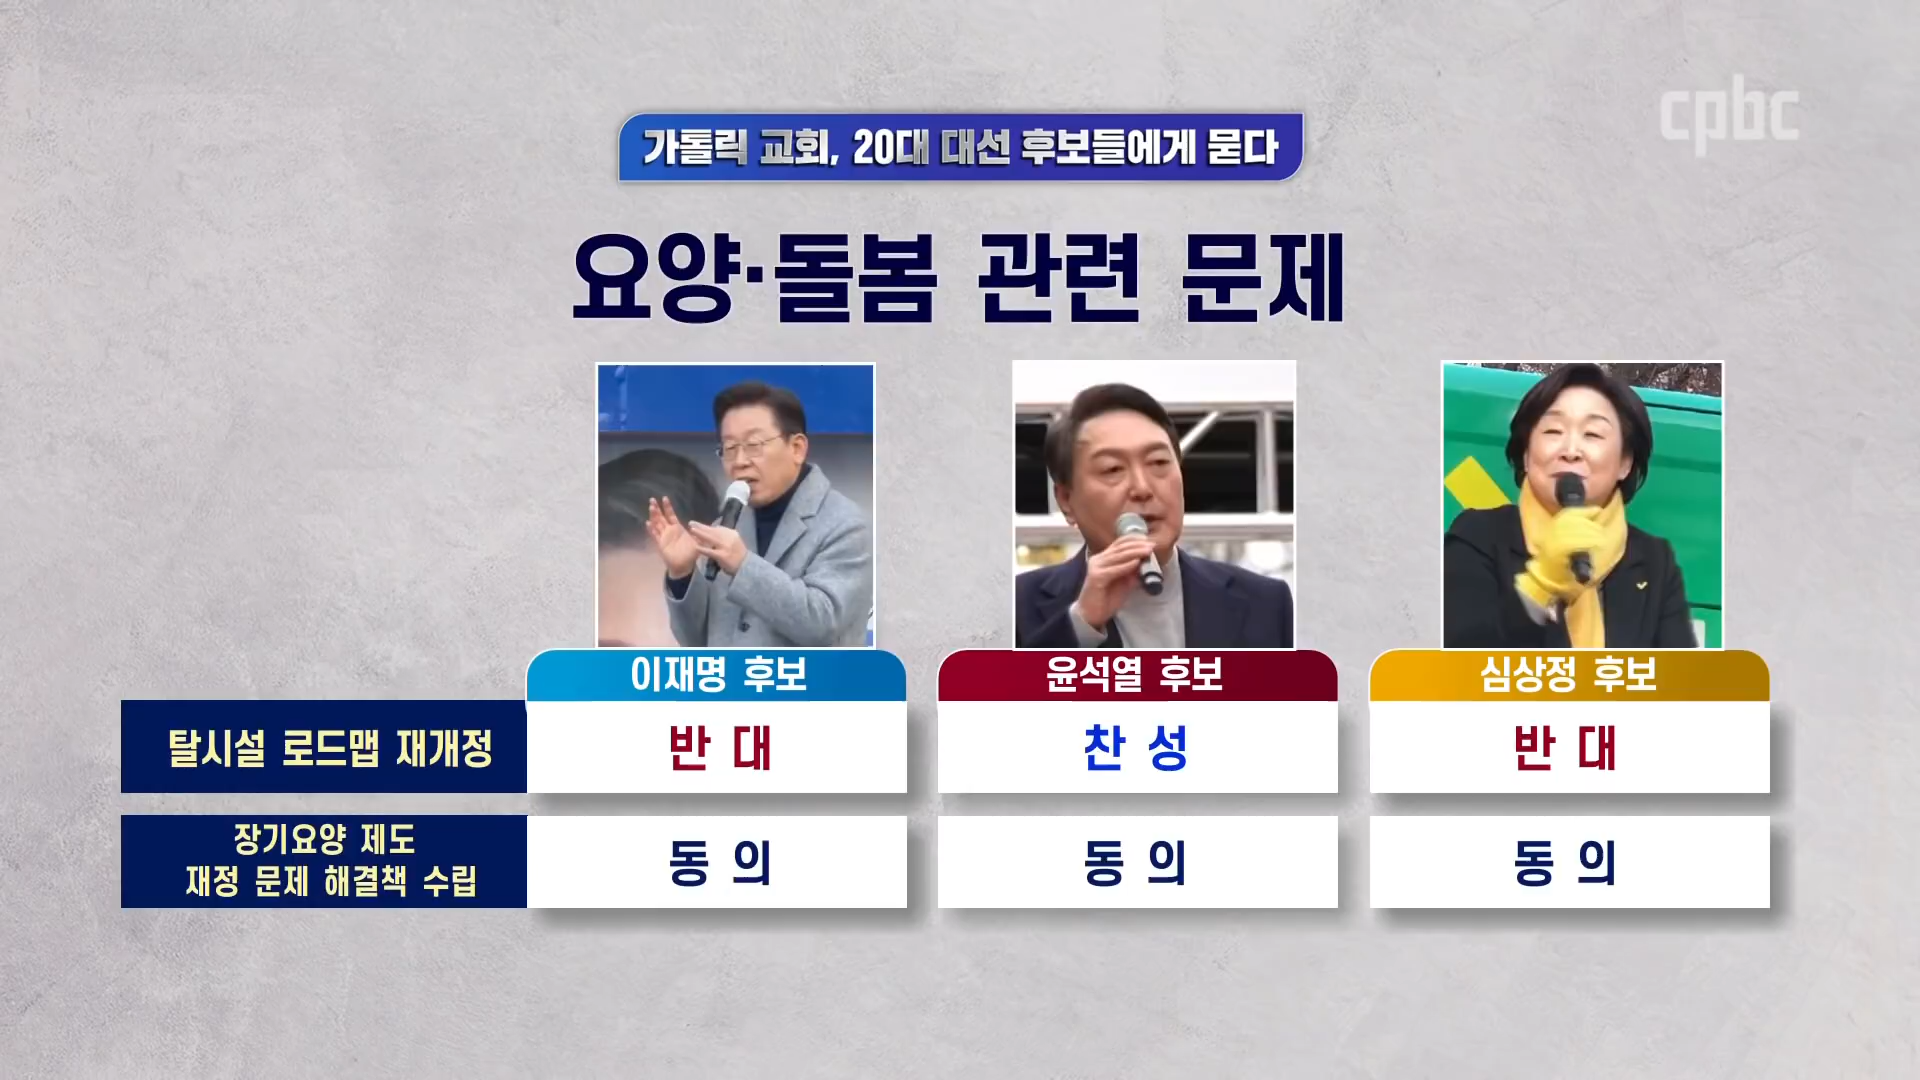 cpbc
가톨릭 교회, 20대 대선 후보들에게 묻다
요양·돌봄 관련 문제
이재명 후보
윤석열 후보
심상정 후보
탈시설 로드맵 재개정
반대
찬성
반대
장기요양 제도
재정 문제 해결책 수립
동의
동의
동의